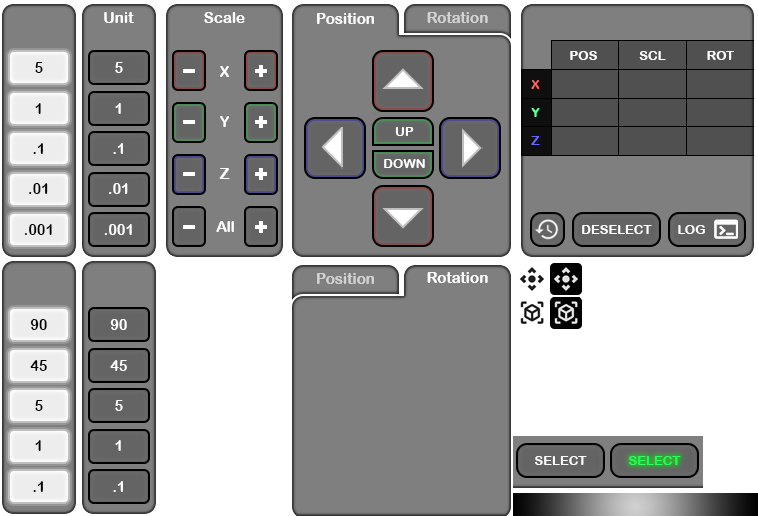 5
1
.1
.01
.001
Unit
5
1
.1
.01
.001
Scale
X
Y
Z
All
Position
Rotation
UP
DOWN
POS SCL ROT
X
Y
Z
DESELECT
LOG
90
45
5
1
.1
90
45
5
1
.1
Position
Rotation
SELECT
SELECT